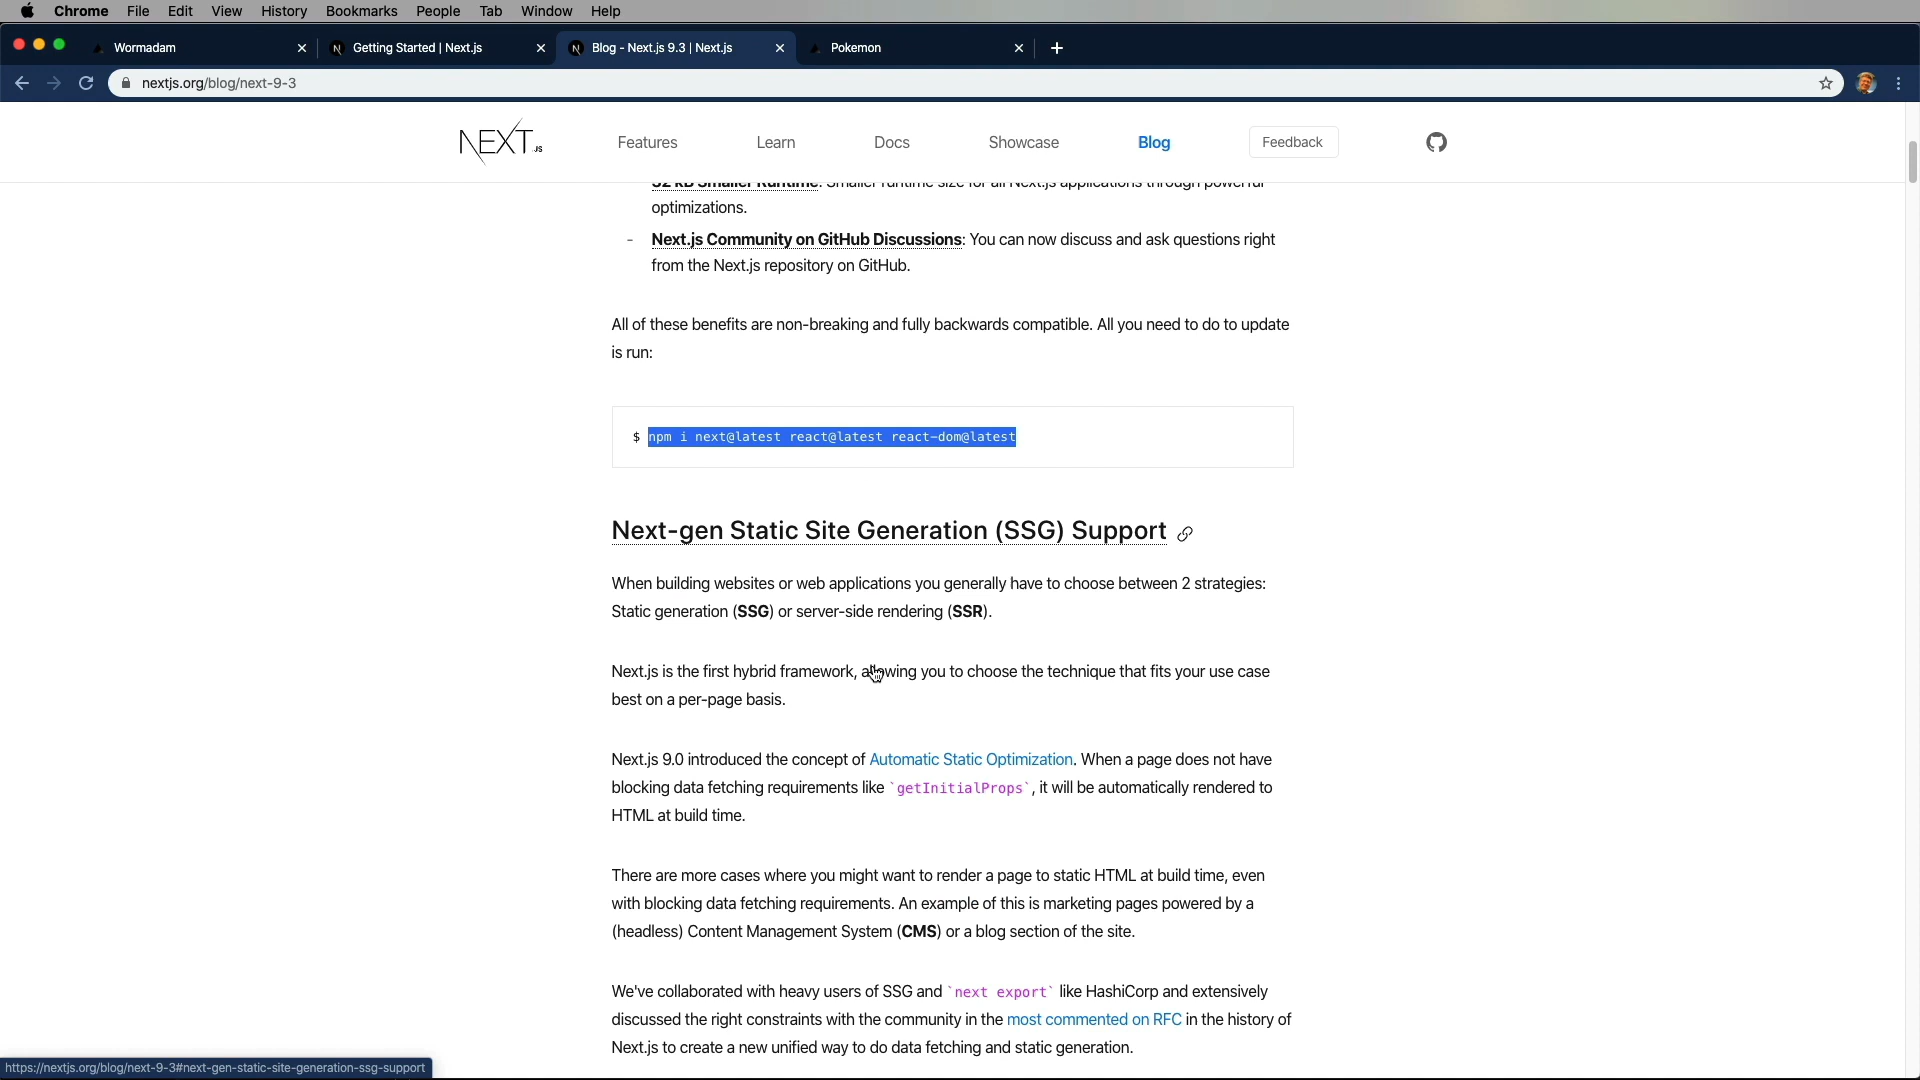 Chrome File Edit View History Bookmarks People Tab Window Help
Wormadam Getting Started | Next.js Blog - Next.js 9.3 | Next.js Pokemon
nextjs.org/blog/next-9-3
NEXT.JS Features Learn Docs Showcase Blog Feedback
32 kB Smaller Runtime: Smaller runtime size for all Next.js applications through powerful
optimizations.
- Next.js Community on GitHub Discussions: You can now discuss and ask questions right
from the Next.js repository on GitHub.
All of these benefits are non-breaking and fully backwards compatible. All you need to do to update
is run:
$ npm i next@latest react@latest react-dom@latest
Next-gen Static Site Generation (SSG) Support
When building websites or web applications you generally have to choose between 2 strategies:
Static generation (SSG) or server-side rendering (SSR).
Next.js is the first hybrid framework, allowing you to choose the technique that fits your use case
best on a per-page basis.
Next.js 9.0 introduced the concept of Automatic Static Optimization. When a page does not have
blocking data fetching requirements like `getInitialProps`, it will be automatically rendered to
HTML at build time.
There are more cases where you might want to render a page to static HTML at build time, even
with blocking data fetching requirements. An example of this is marketing pages powered by a
(headless) Content Management System (CMS) or a blog section of the site.
We've collaborated with heavy users of SSG and `next export` like HashiCorp and extensively
discussed the right constraints with the community in the most commented on RFC in the history of
Next.js to create a new unified way to do data fetching and static generation.
https://nextjs.org/blog/next-9-3#next-gen-static-site-generation-ssg-support